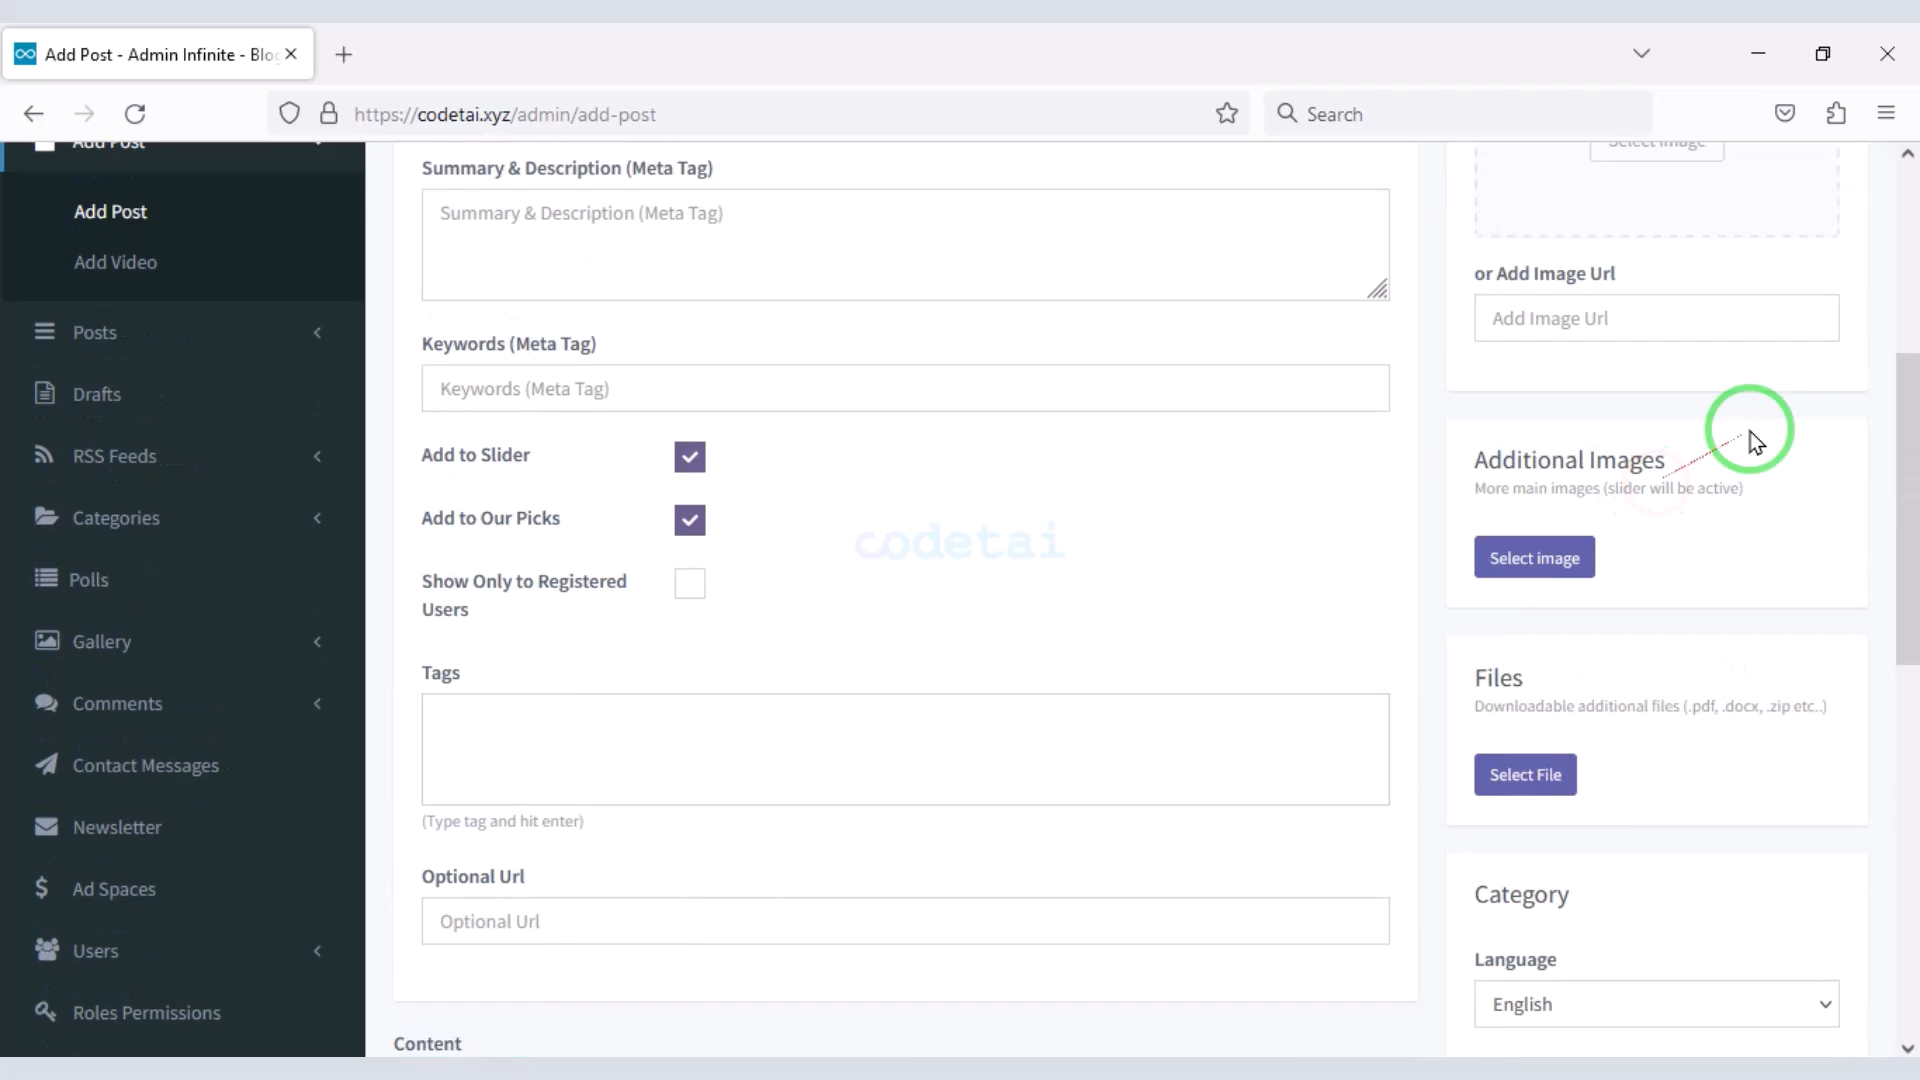 Add Post - Admin Infinite - Blo
https://codetai.xyz/admin/add-post
Search
Add Post
Add Post
Add Video
Posts
Drafts
RSS Feeds
Categories
Polls
Gallery
Comments
Contact Messages
Newsletter
Ad Spaces
Users
Roles Permissions
Summary & Description (Meta Tag)
Summary & Description (Meta Tag)
Keywords (Meta Tag)
Keywords (Meta Tag)
Add to Slider
Add to Our Picks
Show Only to Registered
Users
Tags
(Type tag and hit enter)
Optional Url
Optional Url
Content
codetai
Select image
or Add Image Url
Add Image Url
Additional Images
More main images (slider will be active)
Select image
Files
Downloadable additional files (.pdf, .docx, .zip etc..)
Select File
Category
Language
English